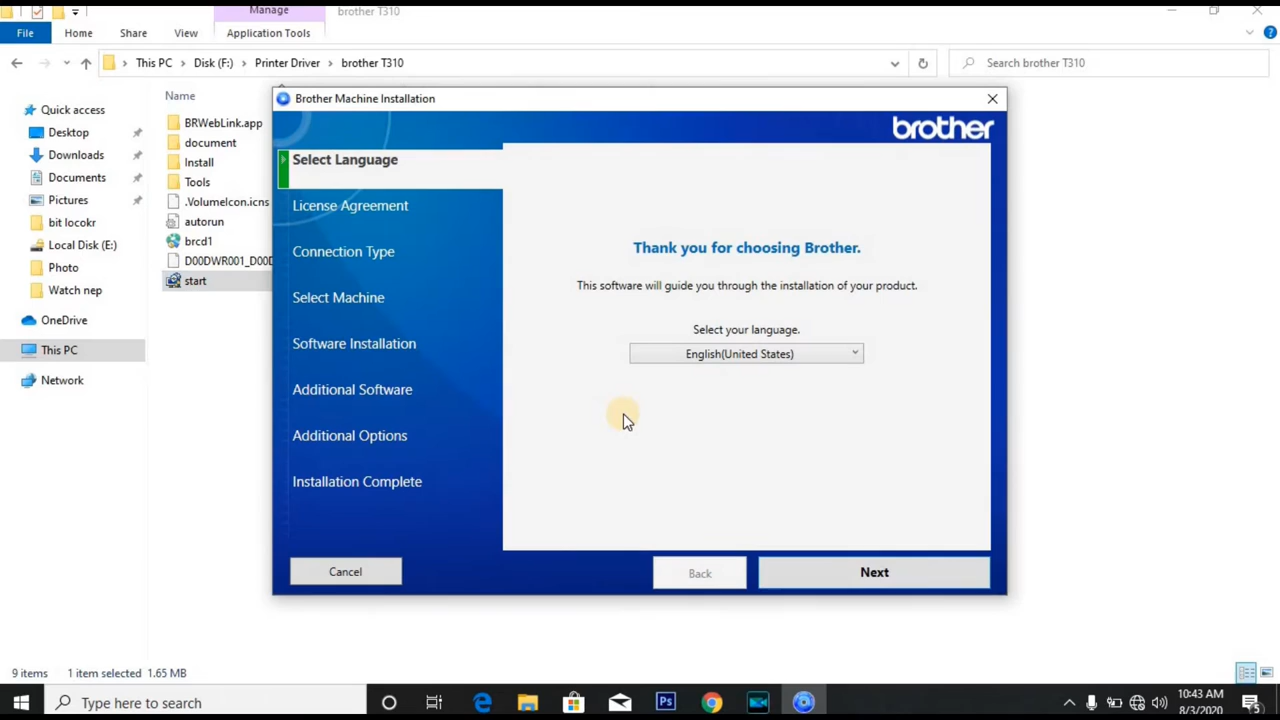 Manage
brother T310
File
Home
Share
View
Application Tools
This PC
Disk (F:)
Printer Driver
brother T310
Search brother T310
Quick access
Desktop
Downloads
Documents
Pictures
bit locokr
Local Disk (E:)
Photo
Watch nep
OneDrive
This PC
Network
Name
BRWebLink.app
document
Install
Tools
.VolumeIcon.icns
autorun
brcd1
D00DWR001_D00D
start
Brother Machine Installation
brother
Select Language
License Agreement
Connection Type
Select Machine
Software Installation
Additional Software
Additional Options
Installation Complete
Thank you for choosing Brother.
This software will guide you through the installation of your product.
Select your language.
English(United States)
Cancel
Back
Next
9 items
1 item selected 1.65 MB
Type here to search
Ps
10:43 AM
8/3/2020
5